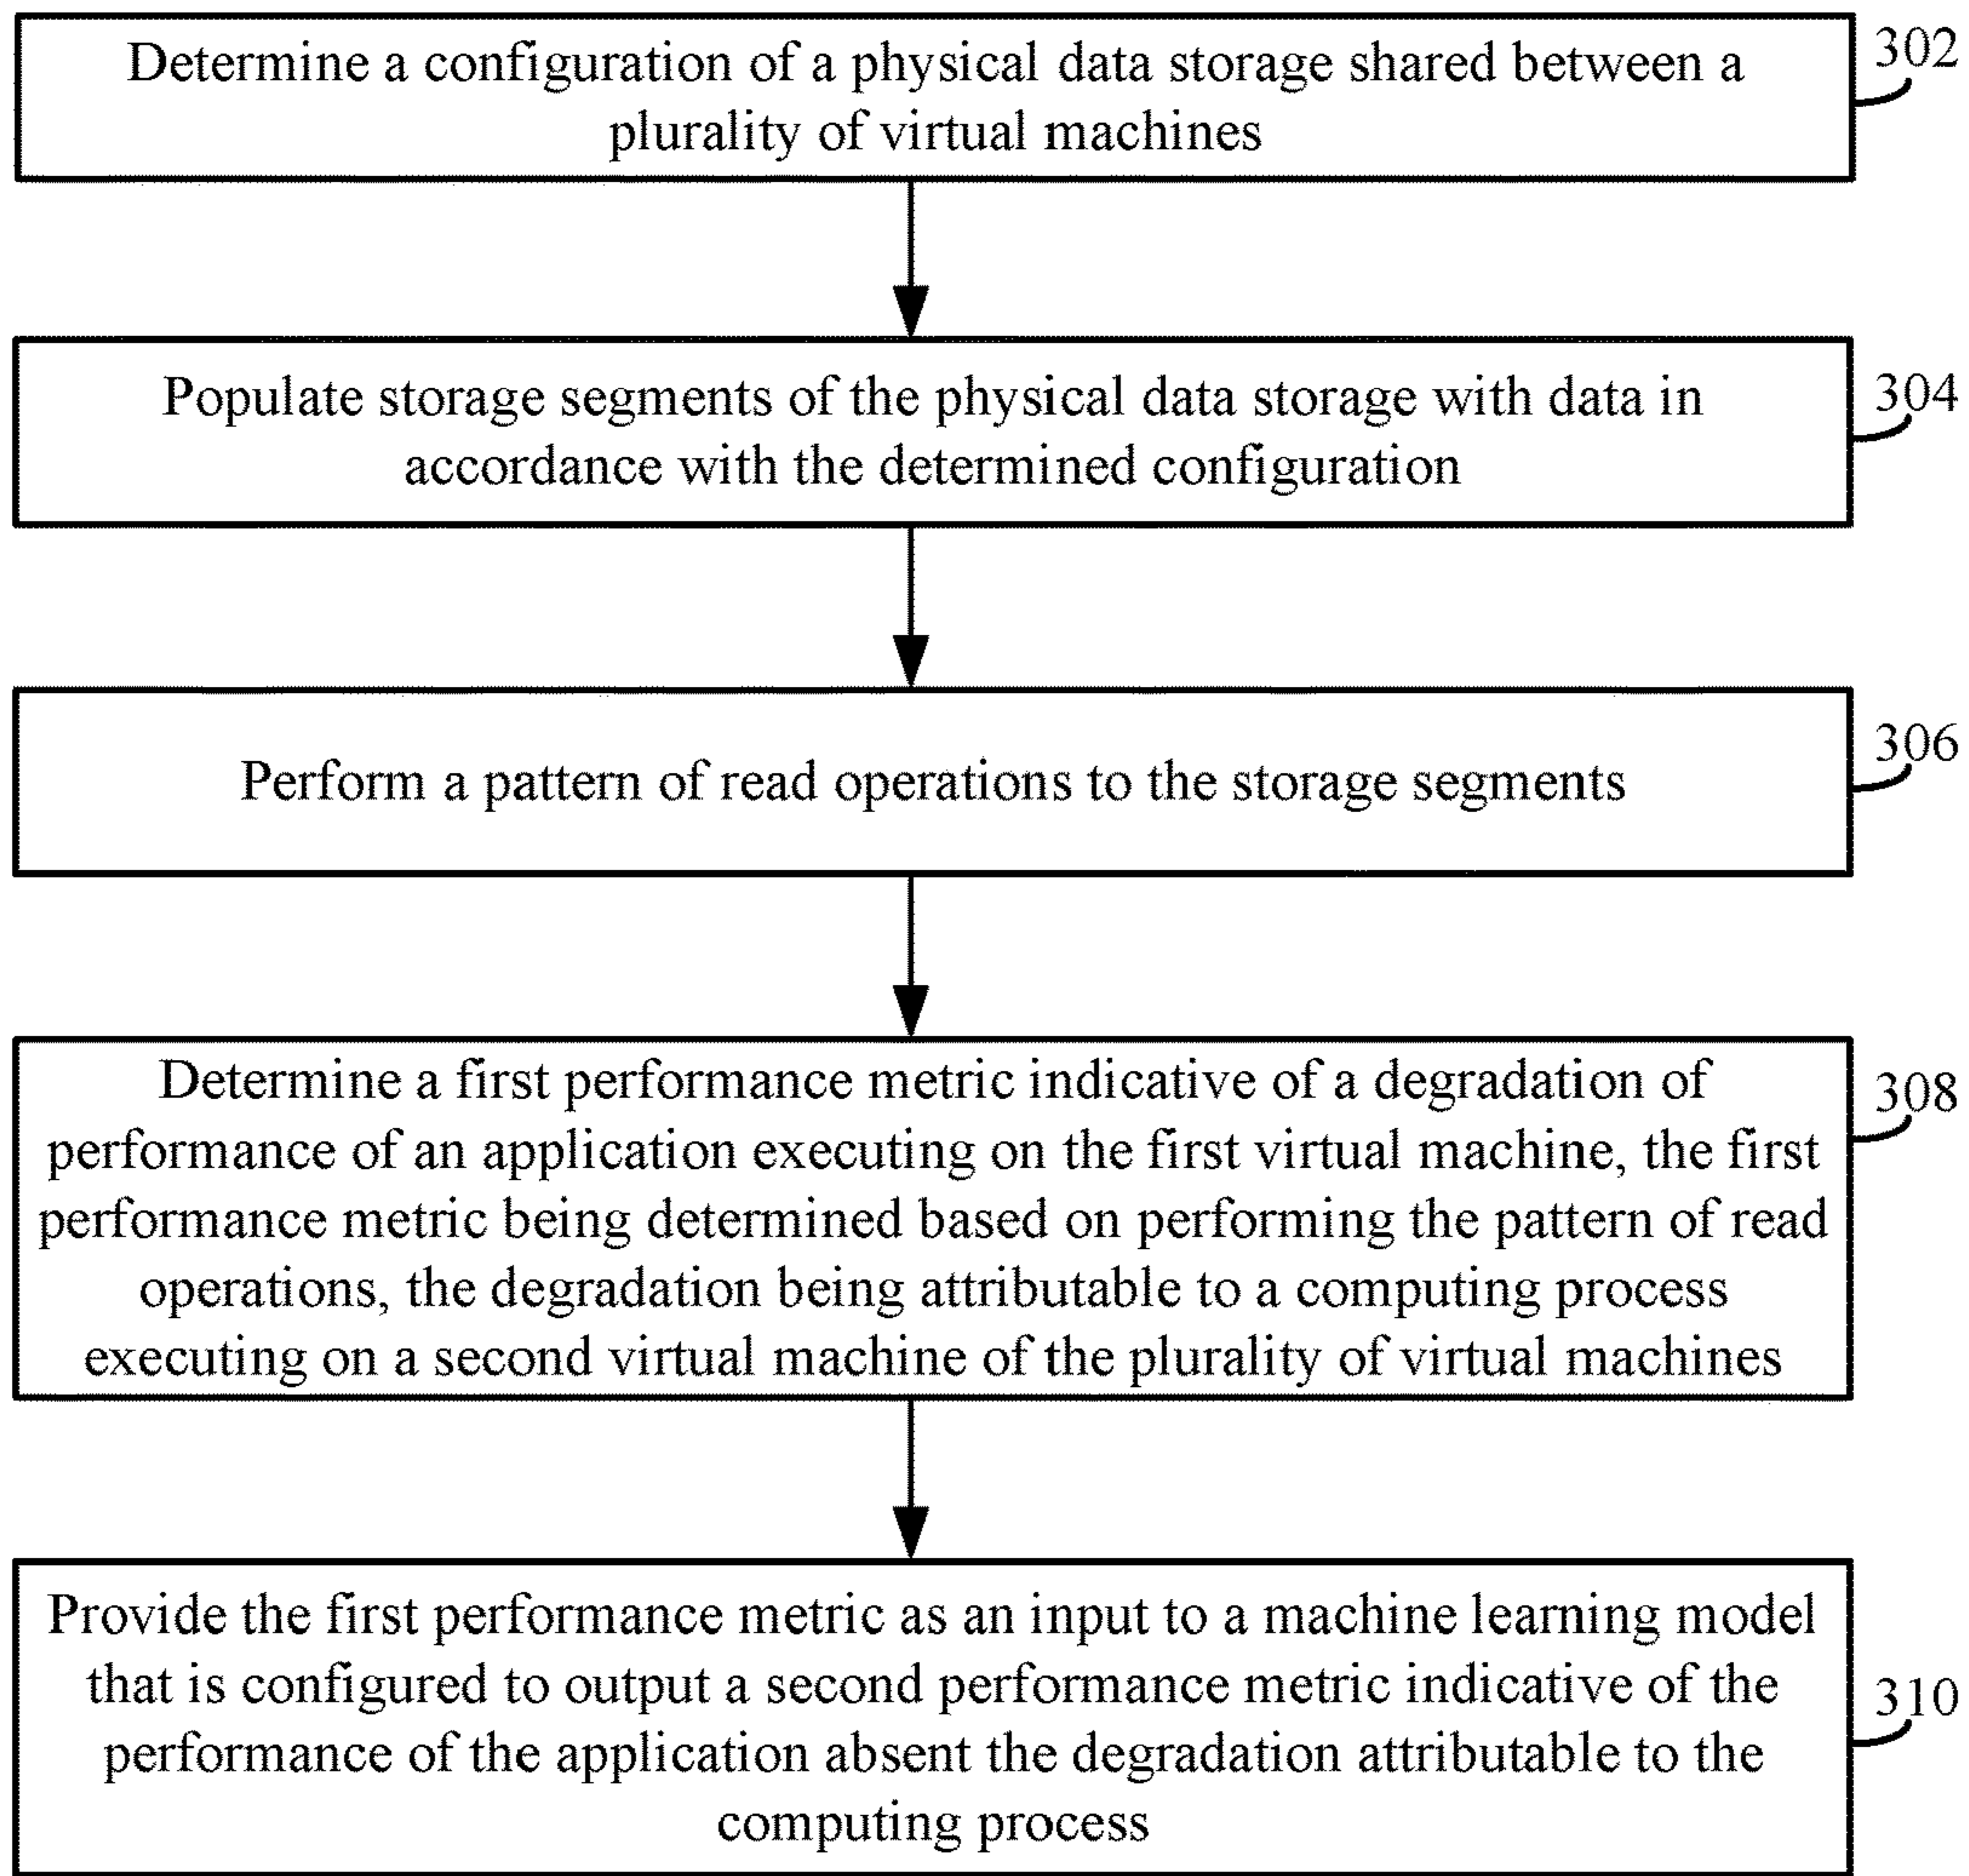 Determine a configuration of a physical data storage shared between a
plurality of virtual machines
302
Populate storage segments of the physical data storage with data in
accordance with the determined configuration
304
Perform a pattern of read operations to the storage segments
306
Determine a first performance metric indicative of a degradation of
performance of an application executing on the first virtual machine, the first
performance metric being determined based on performing the pattern of read
operations, the degradation being attributable to a computing process
executing on a second virtual machine of the plurality of virtual machines
308
Provide the first performance metric as an input to a machine learning model
that is configured to output a second performance metric indicative of the
performance of the application absent the degradation attributable to the
computing process
310